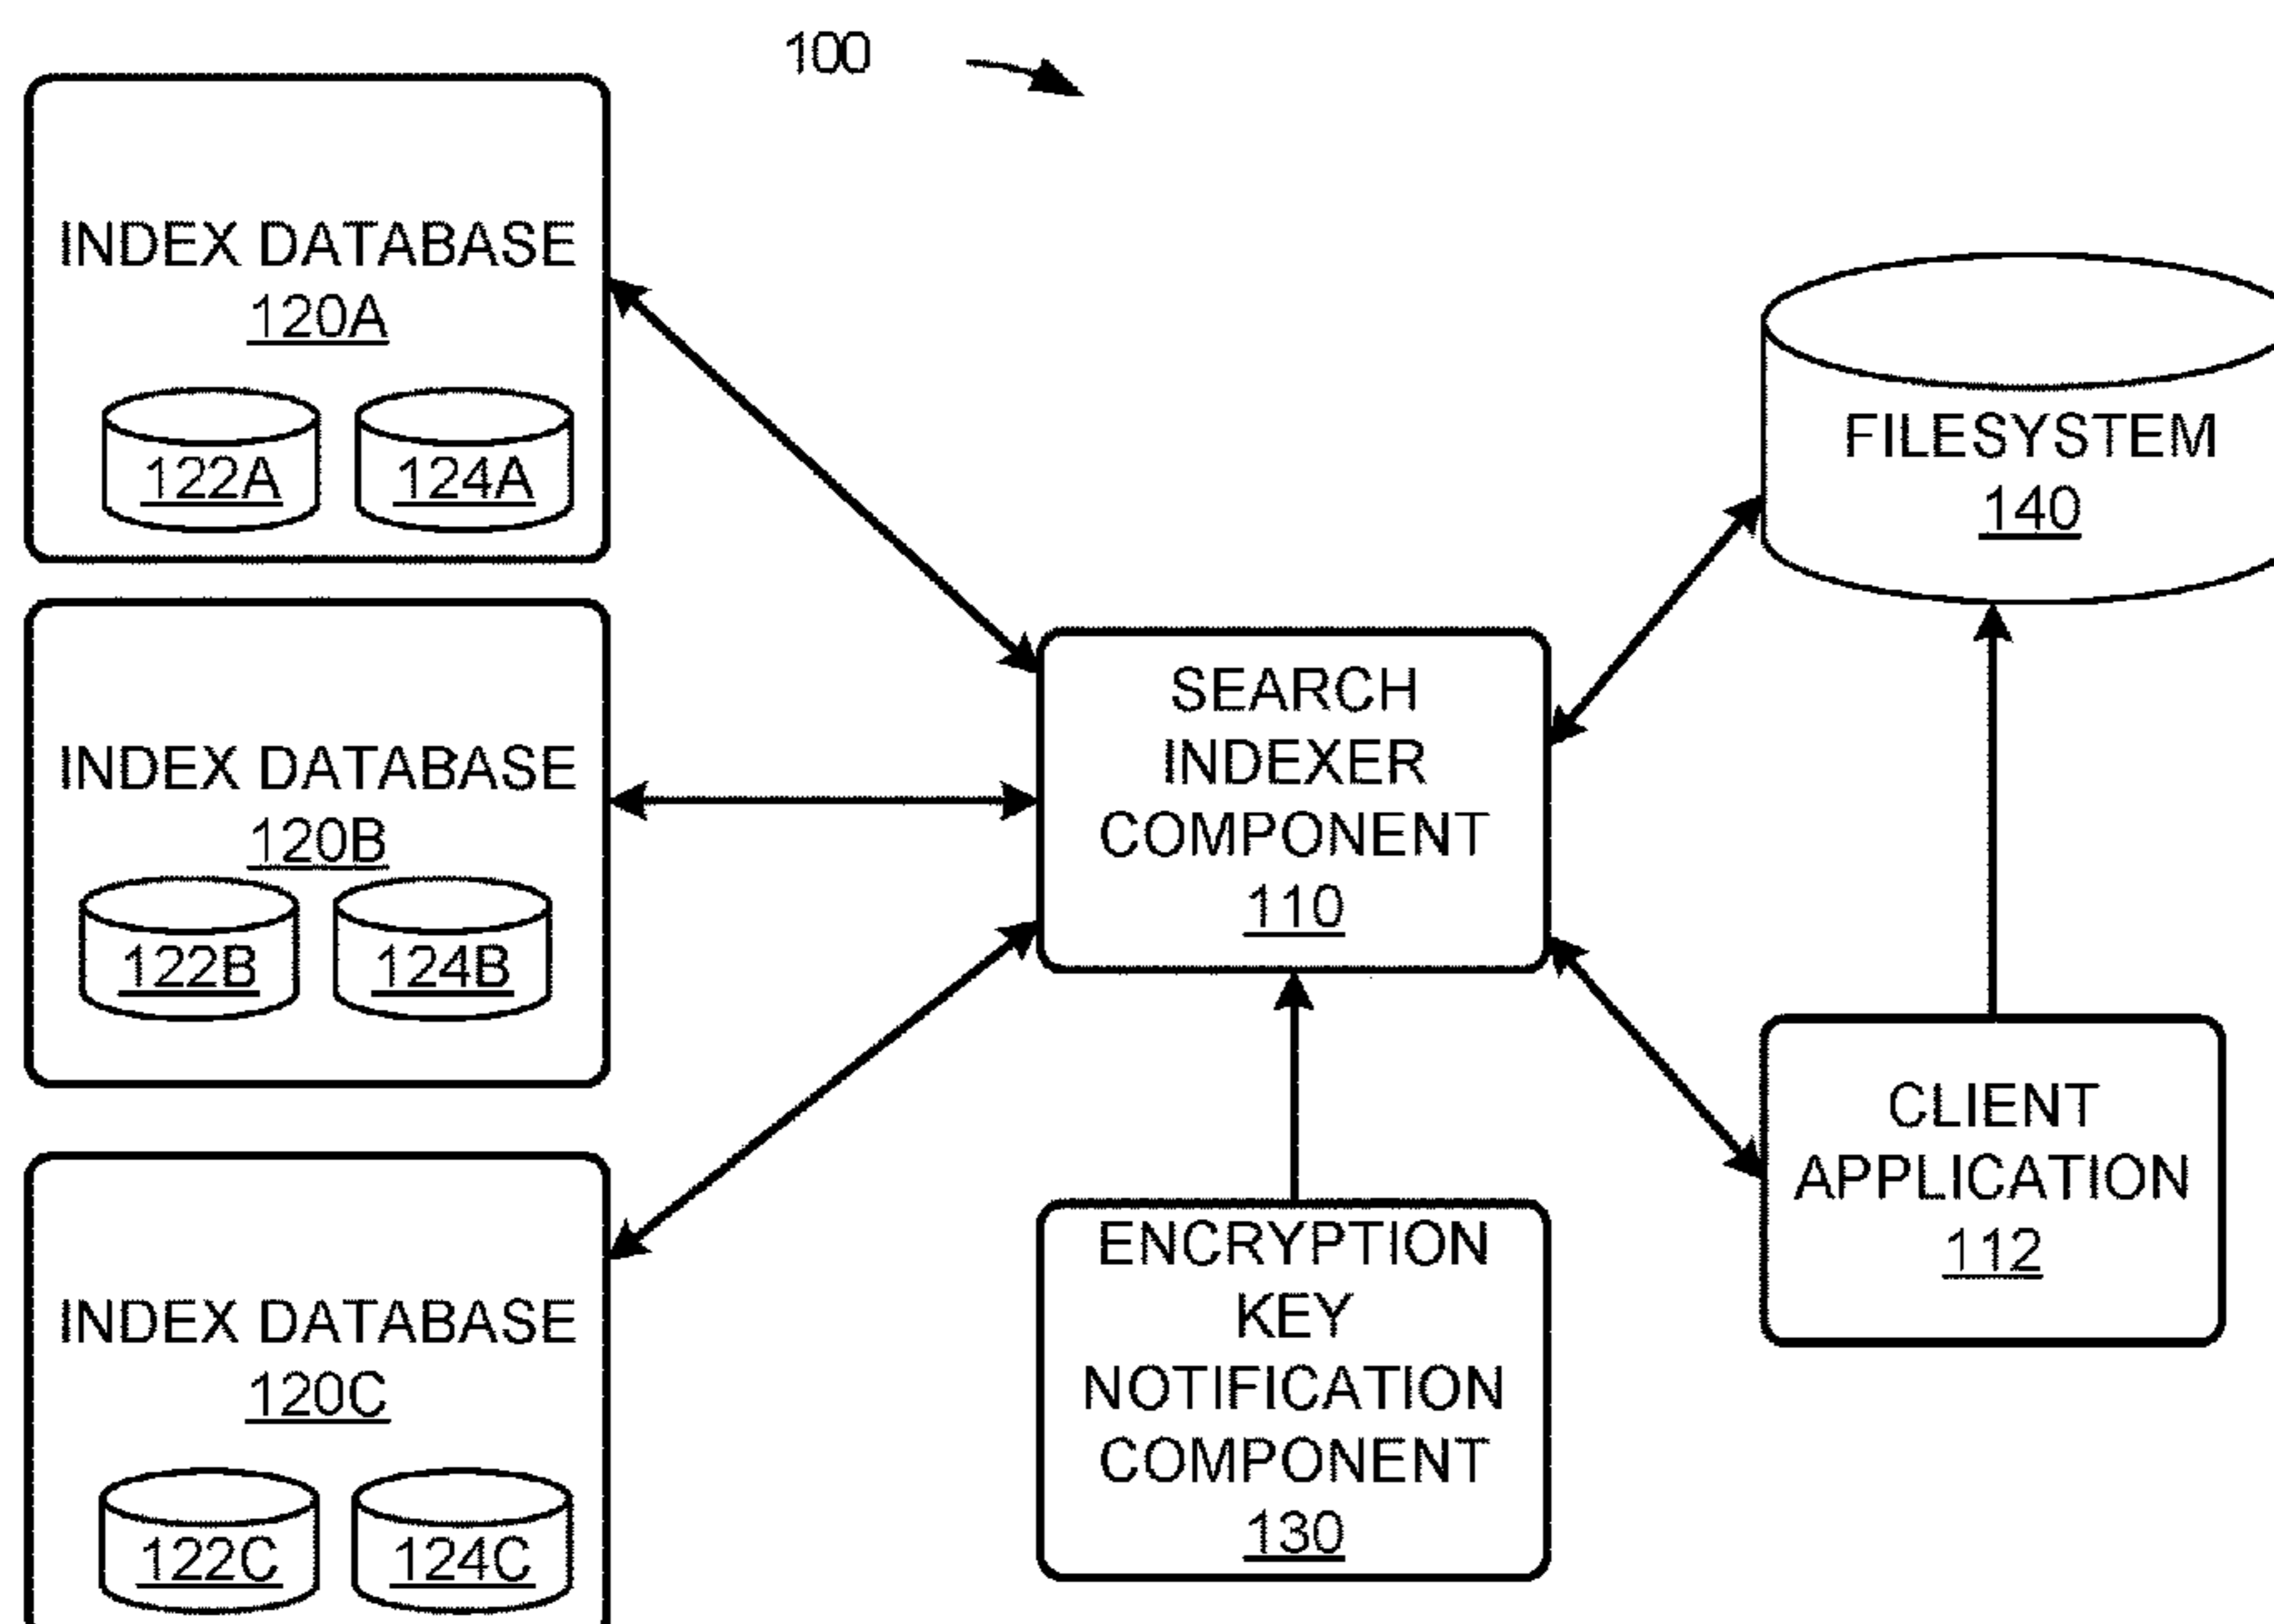 100
INDEX DATABASE
120A
122A
124A
INDEX DATABASE
120B
122B
124B
INDEX DATABASE
120C
122C
124C
SEARCH
INDEXER
COMPONENT
110
ENCRYPTION
KEY
NOTIFICATION
COMPONENT
130
FILESYSTEM
140
CLIENT
APPLICATION
112